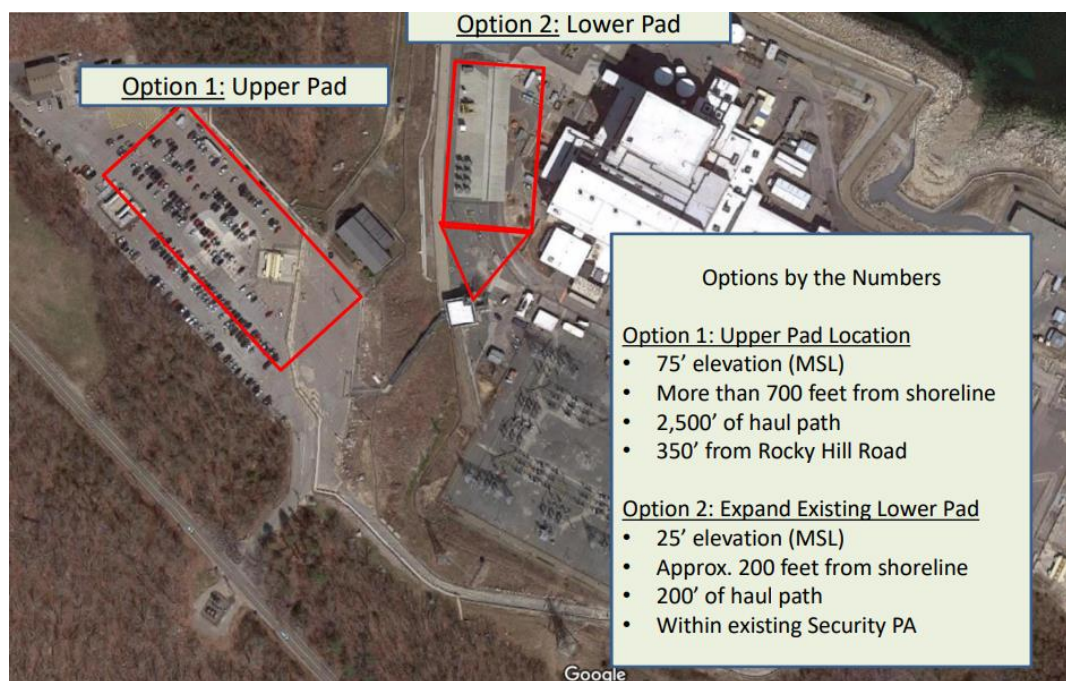 Option 2: Lower Pad
Option 1: Upper Pad
Options by the Numbers
Option 1: Upper Pad Location
• 75’ elevation (MSL)
• More than 700 feet from shoreline
• 2,500’ of haul path
• 350’ from Rocky Hill Road
Option 2: Expand Existing Lower Pad
• 25’ elevation (MSL)
• Approx. 200 feet from shoreline
• 200’ of haul path
• Within existing Security PA
Google